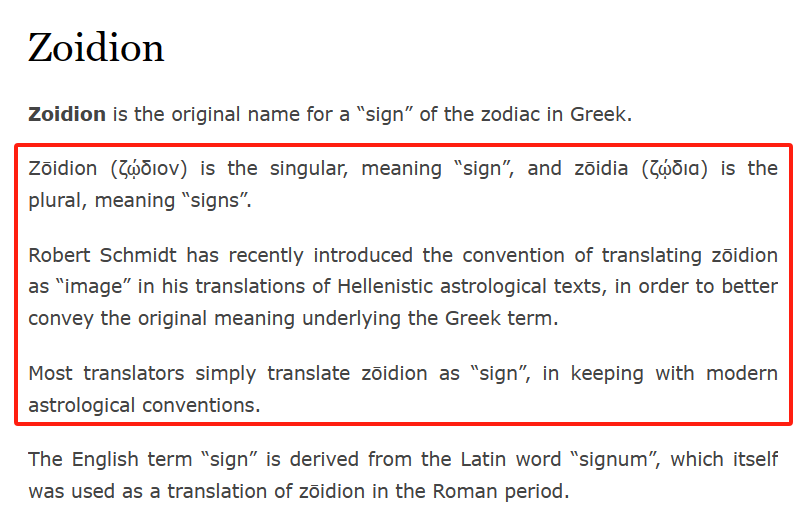 Zoidion
Zoidion is the original name for a “sign” of the zodiac in Greek.
Zōidion (ζῴδιον) is the singular, meaning “sign”, and zōidia (ζῴδια) is the
plural, meaning “signs”.
Robert Schmidt has recently introduced the convention of translating zōidion
as “image” in his translations of Hellenistic astrological texts, in order to better
convey the original meaning underlying the Greek term.
Most translators simply translate zōidion as “sign”, in keeping with modern
astrological conventions.
The English term “sign” is derived from the Latin word “signum”, which itself
was used as a translation of zōidion in the Roman period.